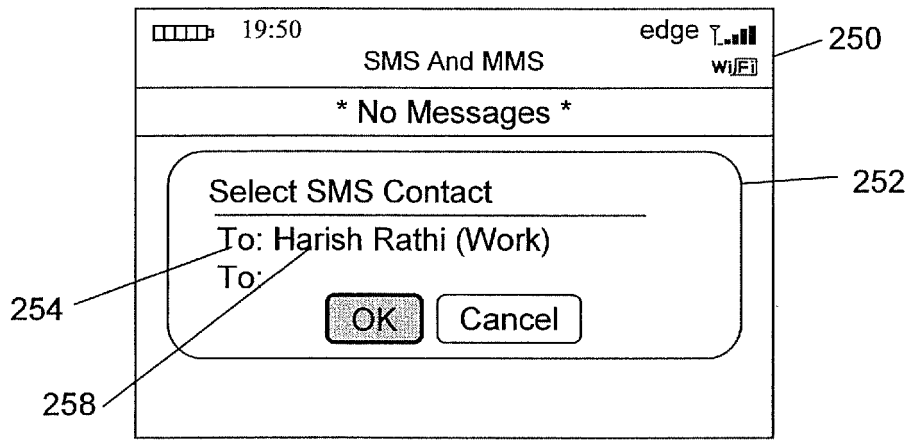 19:50 edge
250
SMS And MMS WiFi
* No Messages *
252
Select SMS Contact
To: Harish Rathi (Work)
To:
254
OK Cancel
258